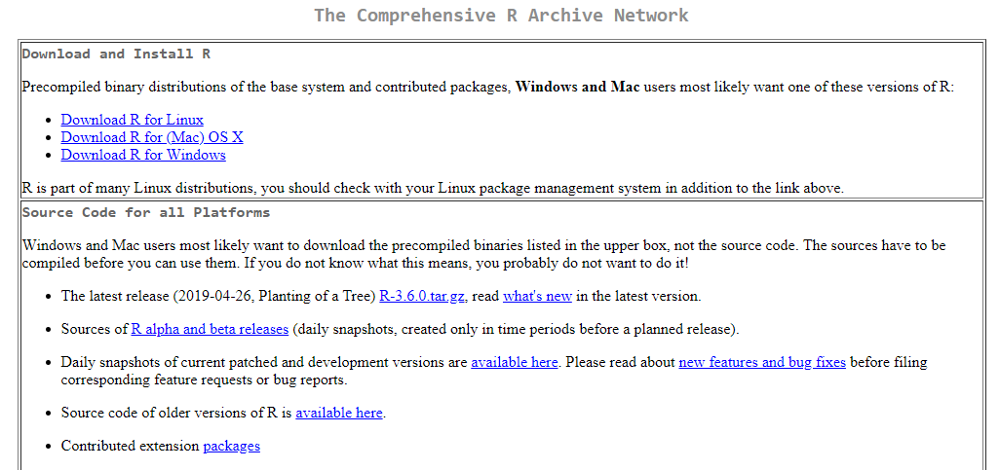 The Comprehensive R Archive Network
Download and Install R
Precompiled binary distributions of the base system and contributed packages, Windows and Mac users most likely want one of these versions of R:
Download R for Linux
Download R for (Mac) OS X
Download R for Windows
R is part of many Linux distributions, you should check with your Linux package management system in addition to the link above.
Source Code for all Platforms
Windows and Mac users most likely want to download the precompiled binaries listed in the upper box, not the source code. The sources have to be
compiled before you can use them. If you do not know what this means, you probably do not want to do it!
The latest release (2019-04-26, Planting of a Tree) R-3.6.0.tar.gz, read what's new in the latest version.
Sources of R alpha and beta releases (daily snapshots, created only in time periods before a planned release).
Daily snapshots of current patched and development versions are available here. Please read about new features and bug fixes before filing
corresponding feature requests or bug reports.
Source code of older versions of R is available here.
Contributed extension packages